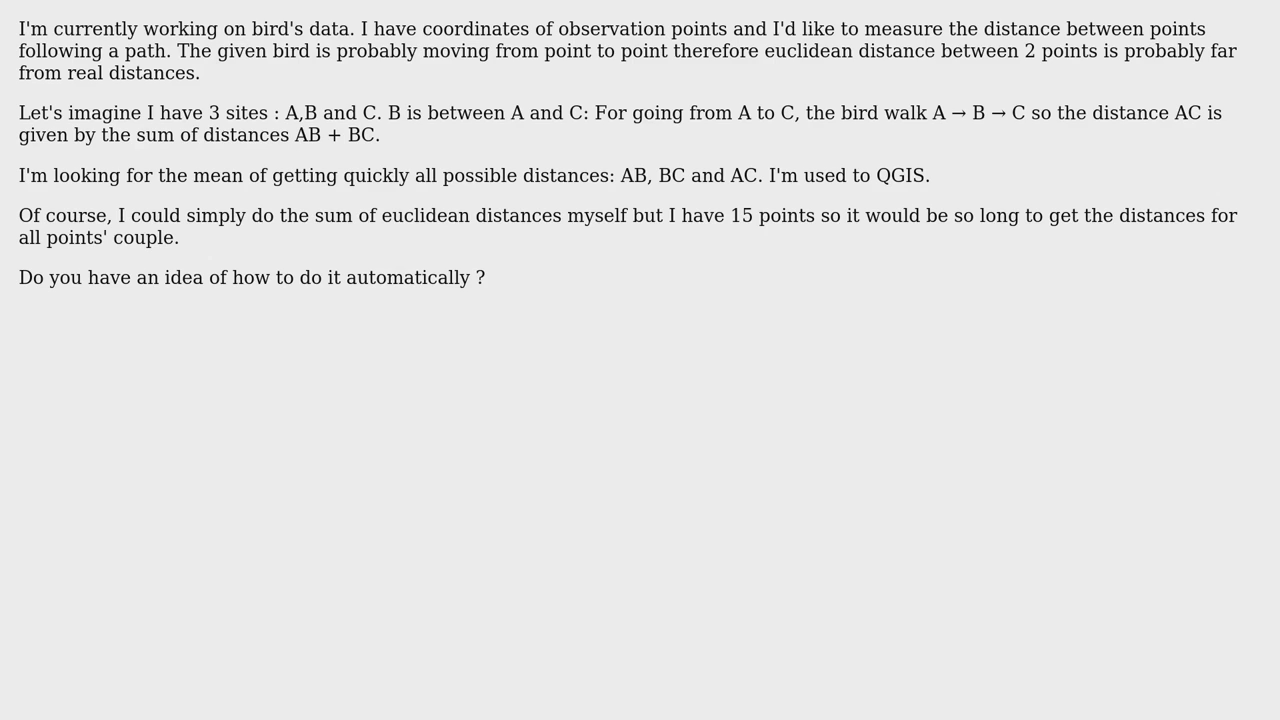 I'm currently working on bird's data. I have coordinates of observation points and I'd like to measure the distance between points
following a path. The given bird is probably moving from point to point therefore euclidean distance between 2 points is probably far
from real distances.
Let's imagine I have 3 sites : A,B and C. B is between A and C: For going from A to C, the bird walk A → B → C so the distance AC is
given by the sum of distances AB + BC.
I'm looking for the mean of getting quickly all possible distances: AB, BC and AC. I'm used to QGIS.
Of course, I could simply do the sum of euclidean distances myself but I have 15 points so it would be so long to get the distances for
all points' couple.
Do you have an idea of how to do it automatically ?